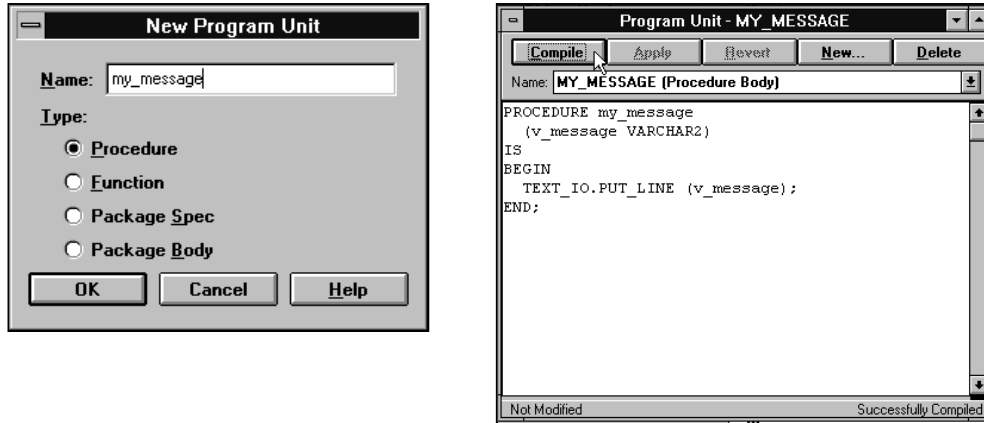 New Program Unit
Name: my_message
Type:
Procedure
Function
Package Spec
Package Body
OK Cancel Help
Program Unit - MY_MESSAGE
Compile Apply Revert New... Delete
Name: MY_MESSAGE (Procedure Body)
PROCEDURE my_message
(v_message VARCHAR2)
IS
BEGIN
TEXT_IO.PUT_LINE (v_message);
END;
Not Modified Successfully Compiled